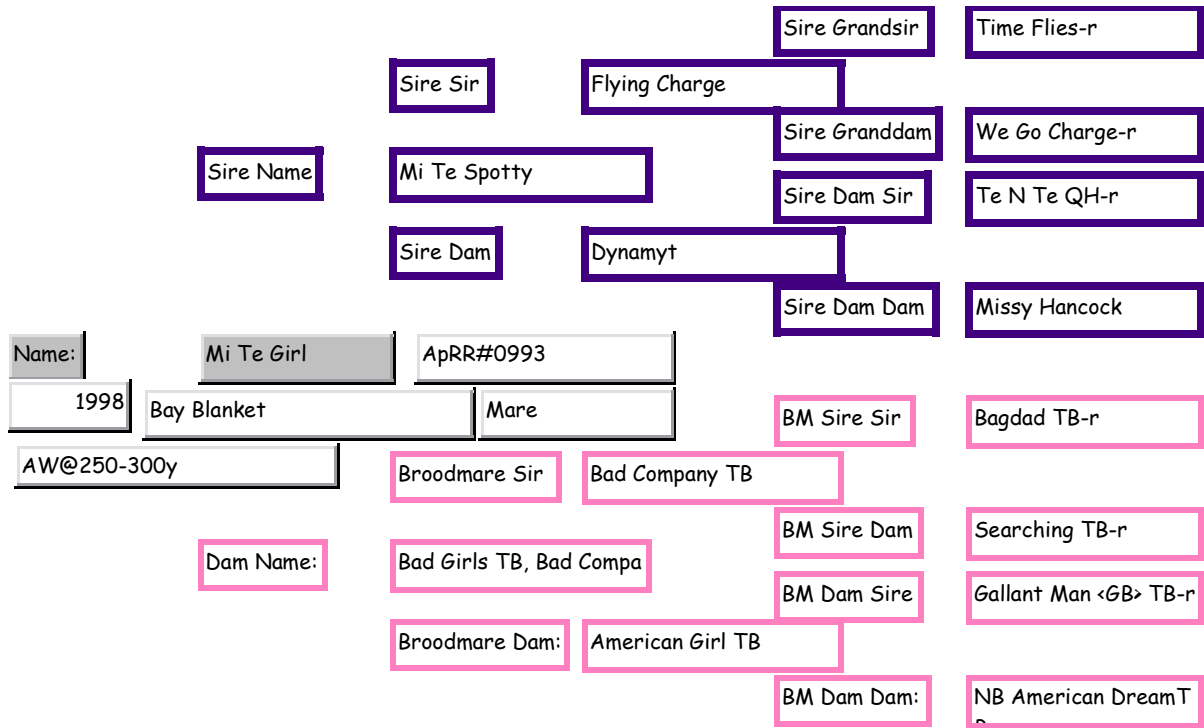 Sire Grandsir Time Flies-r
Sire Sir Flying Charge
Sire Granddam We Go Charge-r
Sire Name Mi Te Spotty
Sire Dam Sir Te N Te QH-r
Sire Dam Dynamyt
Sire Dam Dam Missy Hancock
Name: Mi Te Girl ApRR#0993
1998 Bay Blanket Mare
BM Sire Sir Bagdad TB-r
AW@250-300y
Broodmare Sir Bad Company TB
BM Sire Dam Searching TB-r
Dam Name: Bad Girls TB, Bad Compa
BM Dam Sire Gallant Man <GB> TB-r
Broodmare Dam: American Girl TB
BM Dam Dam: NB American DreamT